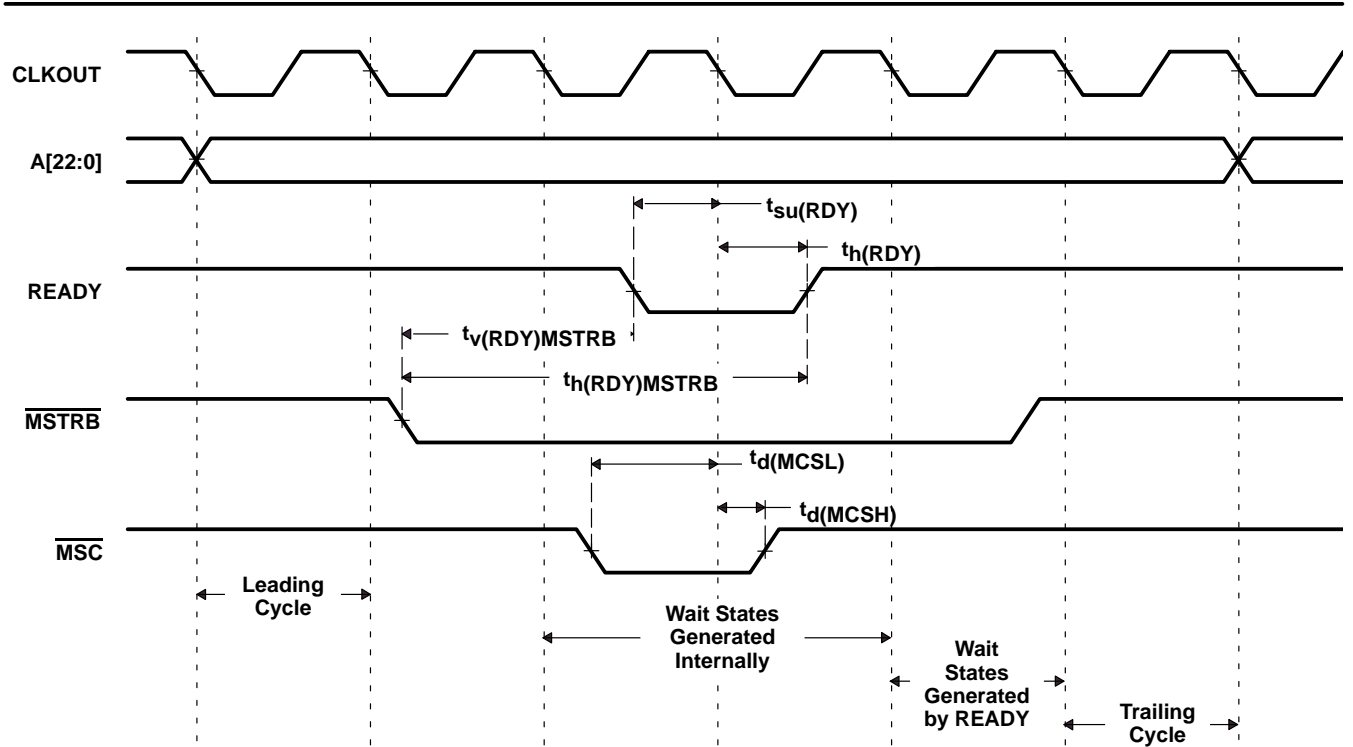 CLKOUT
A[22:0]
tsu(RDY)
th(RDY)
READY
tv(RDY)MSTRB
th(RDY)MSTRB
MSTRB
td(MCSL)
td(MCSH)
MSC
Leading
Cycle
Wait States
Generated
Internally
Wait
States
Generated
by READY
Trailing
Cycle